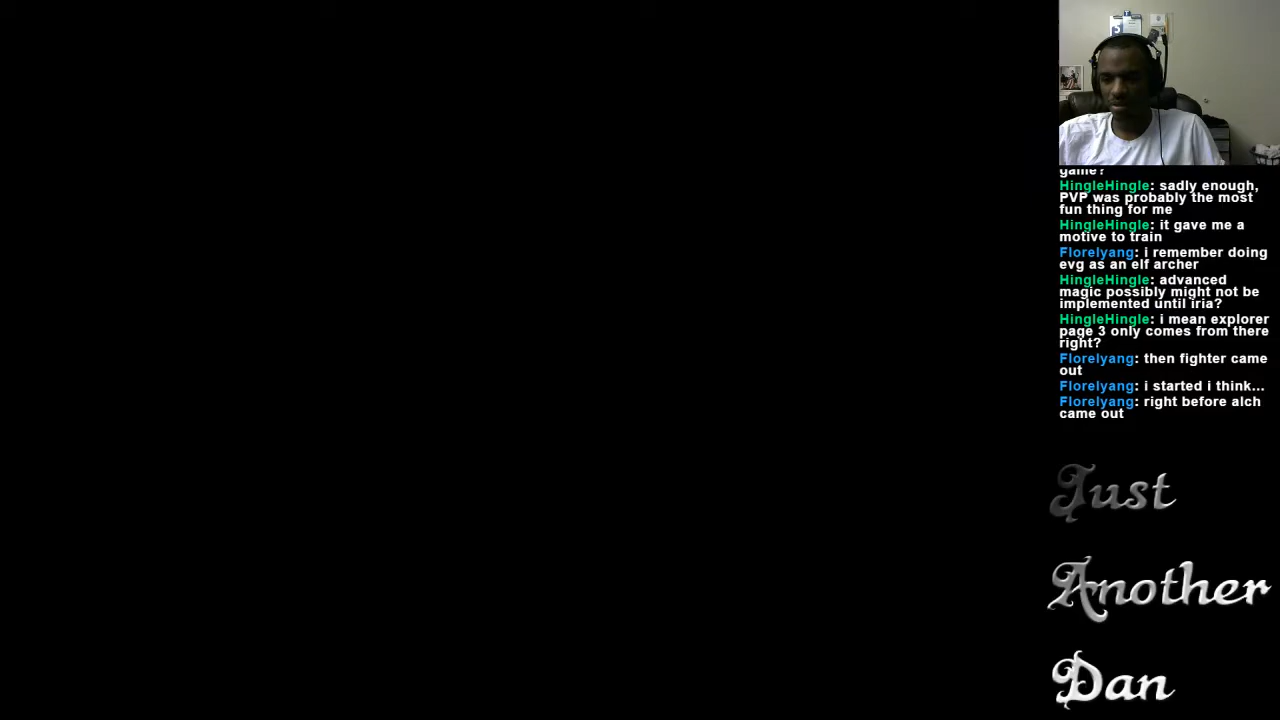 game?
HingleHingle: sadly enough,
PVP was probably the most
fun thing for me
HingleHingle: it gave me a
motive to train
Florelyang: i remember doing
evg as an elf archer
HingleHingle: advanced
magic possibly might not be
implemented until iria?
HingleHingle: i mean explorer
page 3 only comes from there
right?
Florelyang: then fighter came
out
Florelyang: i started i think...
Florelyang: right before alch
came out
Just
Another
Dan